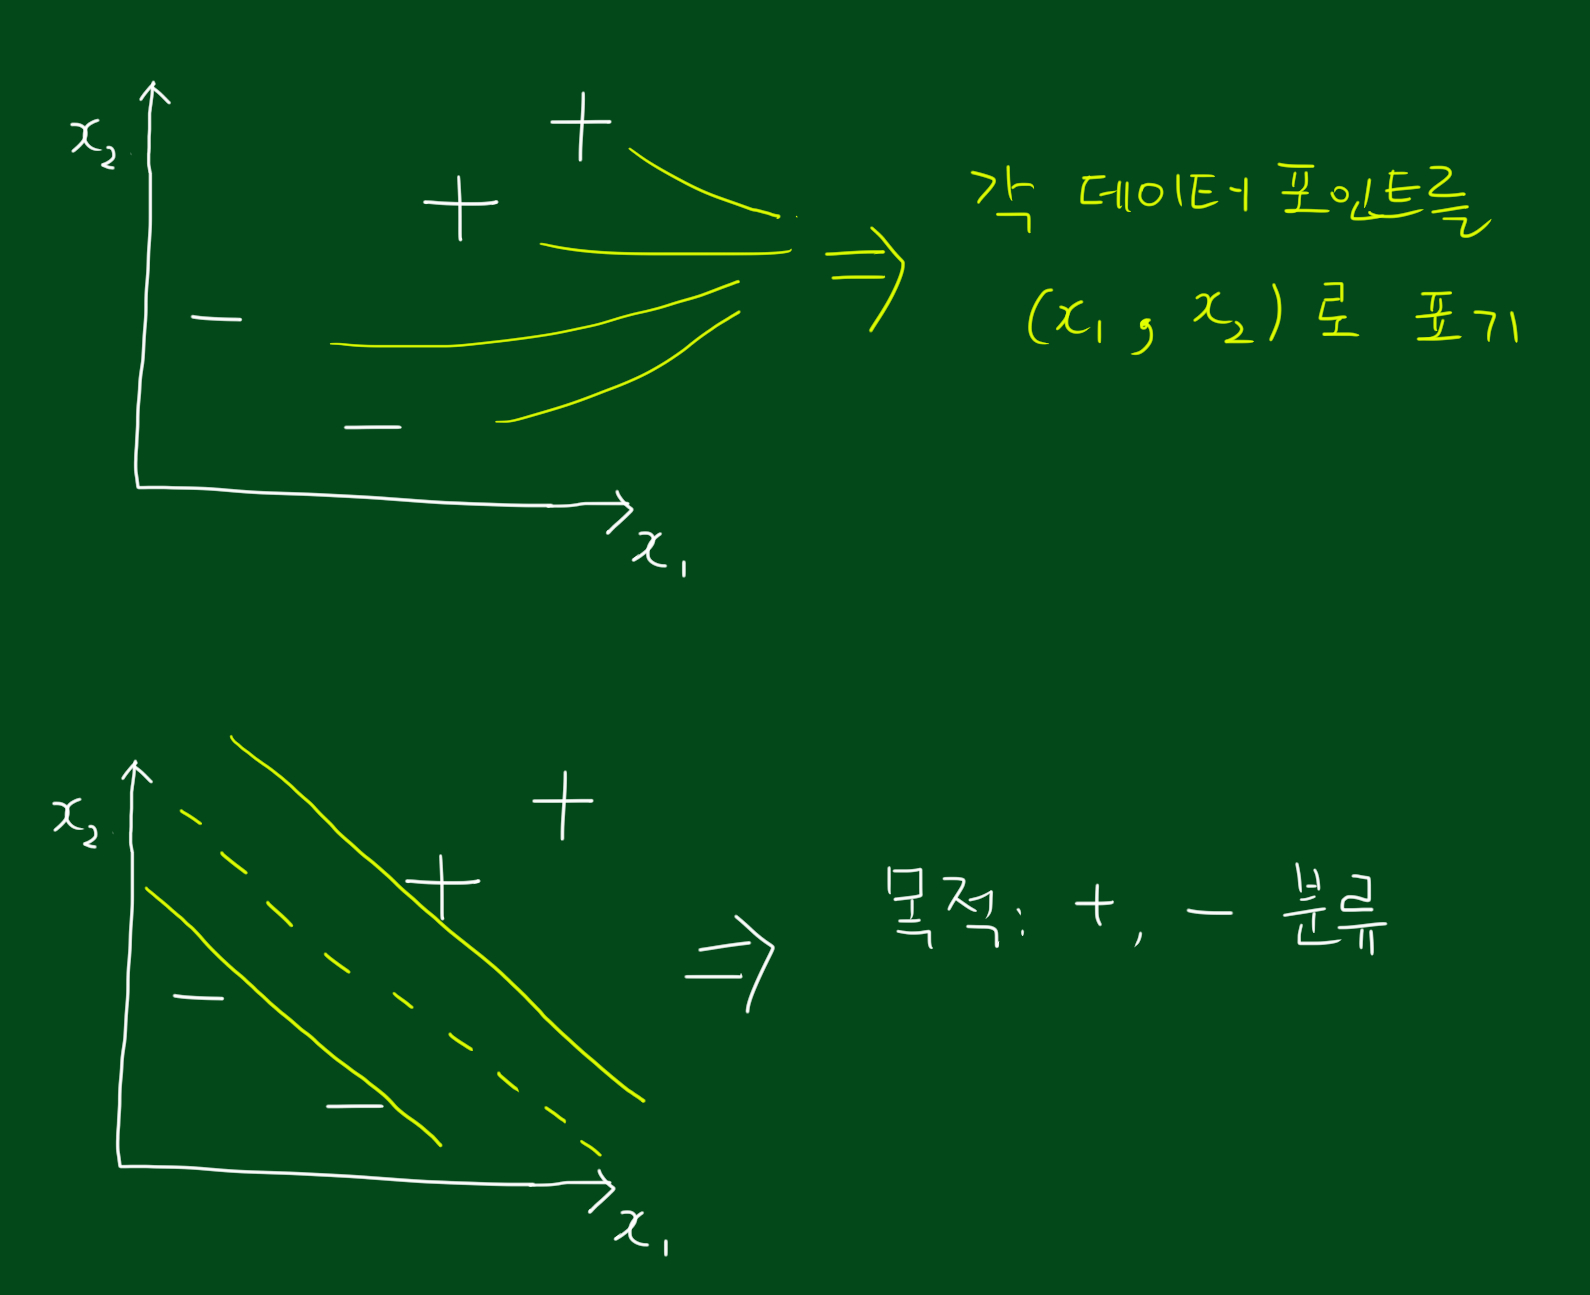 x₂
+
+
각 데이터 포인트를
(x₁, x₂)로 표기
⇒
−
−
x₁
x₂
+
+
⇒ 목적: +, − 분류
−
−
x₁